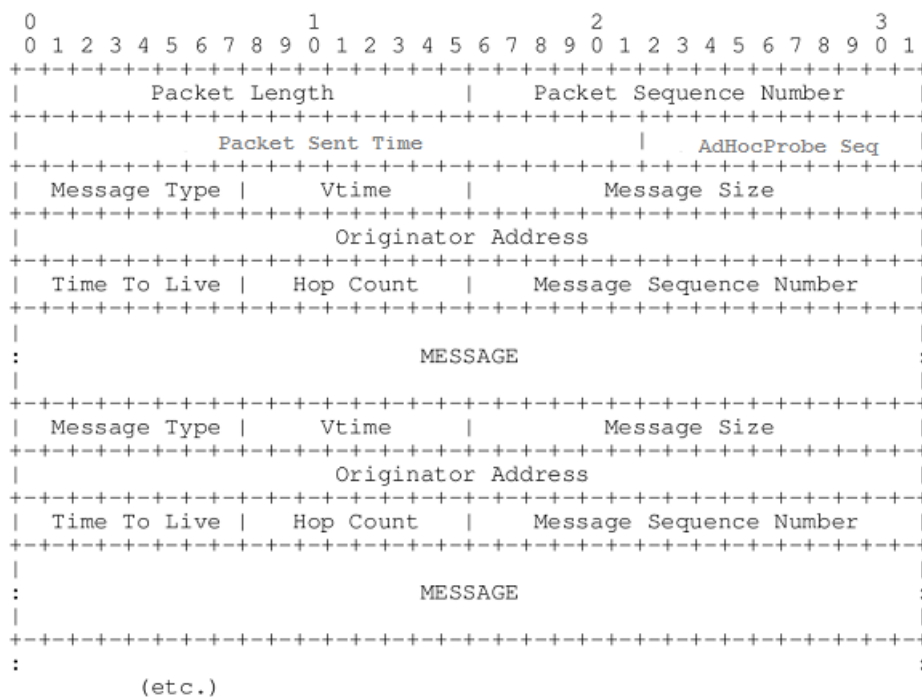 0                   1                   2                   3
0 1 2 3 4 5 6 7 8 9 0 1 2 3 4 5 6 7 8 9 0 1 2 3 4 5 6 7 8 9 0 1
+-+-+-+-+-+-+-+-+-+-+-+-+-+-+-+-+-+-+-+-+-+-+-+-+-+-+-+-+-+-+-+-+
| Packet Length | Packet Sequence Number |
+-+-+-+-+-+-+-+-+-+-+-+-+-+-+-+-+-+-+-+-+-+-+-+-+-+-+-+-+-+-+-+-+
| Packet Sent Time | AdHocProbe Seq
+-+-+-+-+-+-+-+-+-+-+-+-+-+-+-+-+-+-+-+-+-+-+-+-+-+-+-+-+-+-+-+-+
| Message Type | Vtime | Message Size |
+-+-+-+-+-+-+-+-+-+-+-+-+-+-+-+-+-+-+-+-+-+-+-+-+-+-+-+-+-+-+-+-+
| Originator Address |
+-+-+-+-+-+-+-+-+-+-+-+-+-+-+-+-+-+-+-+-+-+-+-+-+-+-+-+-+-+-+-+-+
| Time To Live | Hop Count | Message Sequence Number |
+-+-+-+-+-+-+-+-+-+-+-+-+-+-+-+-+-+-+-+-+-+-+-+-+-+-+-+-+-+-+-+-+
| |
: MESSAGE :
| |
+-+-+-+-+-+-+-+-+-+-+-+-+-+-+-+-+-+-+-+-+-+-+-+-+-+-+-+-+-+-+-+-+
| Message Type | Vtime | Message Size |
+-+-+-+-+-+-+-+-+-+-+-+-+-+-+-+-+-+-+-+-+-+-+-+-+-+-+-+-+-+-+-+-+
| Originator Address |
+-+-+-+-+-+-+-+-+-+-+-+-+-+-+-+-+-+-+-+-+-+-+-+-+-+-+-+-+-+-+-+-+
| Time To Live | Hop Count | Message Sequence Number |
+-+-+-+-+-+-+-+-+-+-+-+-+-+-+-+-+-+-+-+-+-+-+-+-+-+-+-+-+-+-+-+-+
| |
: MESSAGE :
| |
+-+-+-+-+-+-+-+-+-+-+-+-+-+-+-+-+-+-+-+-+-+-+-+-+-+-+-+-+-+-+-+-+
: :
(etc.)